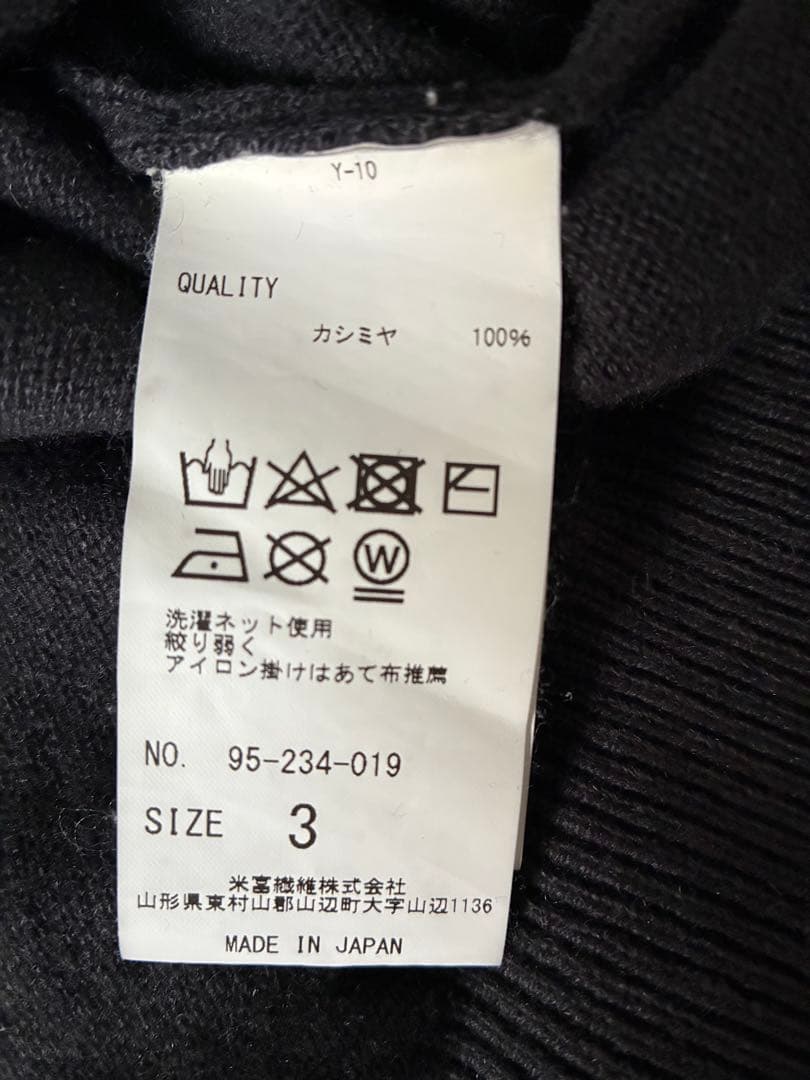 Y-10
QUALITY
カシミヤ 100%
W
洗濯ネット使用
絞り弱く
アイロン掛けはあて布推薦
NO. 95-234-019
SIZE 3
米富繊維株式会社
山形県東村山郡山辺町大字山辺1136
MADE IN JAPAN